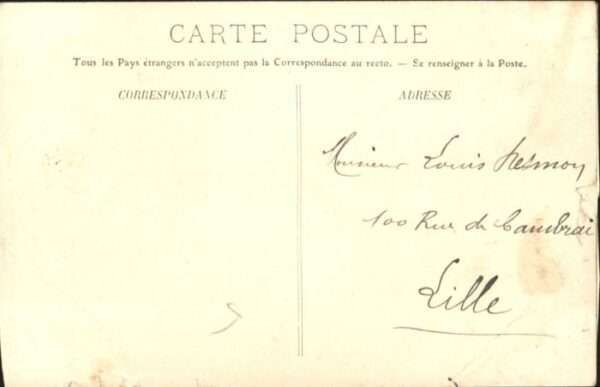 CARTE POSTALE
Tous les Pays étrangers n'acceptent pas la Correspondance au recto. — Se renseigner à la Poste.
CORRESPONDANCE
ADRESSE
Monsieur Louis
100 Rue de Cambrai
Lille